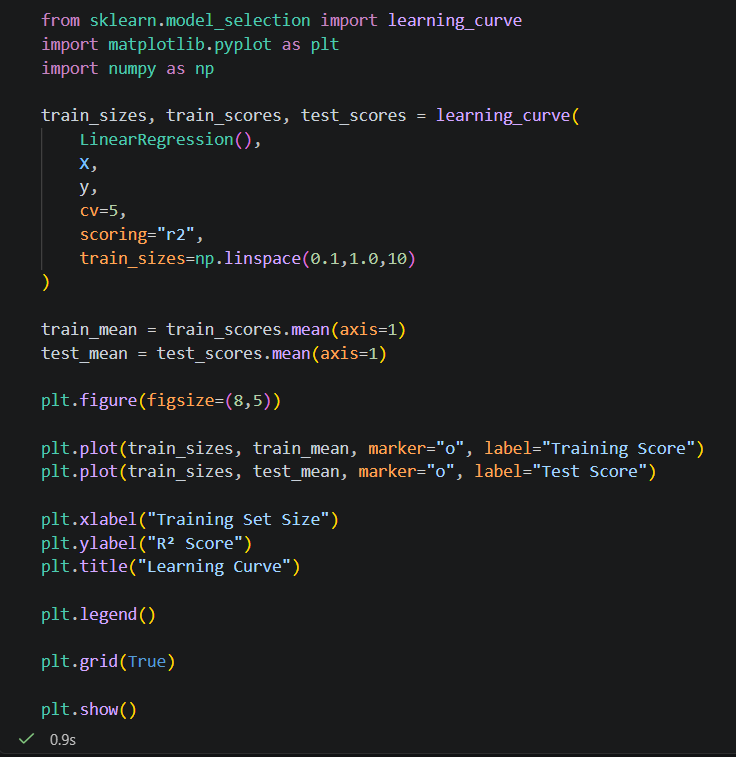 from sklearn.model_selection import learning_curve
import matplotlib.pyplot as plt
import numpy as np
train_sizes, train_scores, test_scores = learning_curve(
    LinearRegression(),
    X,
    y,
    cv=5,
    scoring="r2",
    train_sizes=np.linspace(0.1,1.0,10)
)
train_mean = train_scores.mean(axis=1)
test_mean = test_scores.mean(axis=1)
plt.figure(figsize=(8,5))
plt.plot(train_sizes, train_mean, marker="o", label="Training Score")
plt.plot(train_sizes, test_mean, marker="o", label="Test Score")
plt.xlabel("Training Set Size")
plt.ylabel("R² Score")
plt.title("Learning Curve")
plt.legend()
plt.grid(True)
plt.show()
0.9s